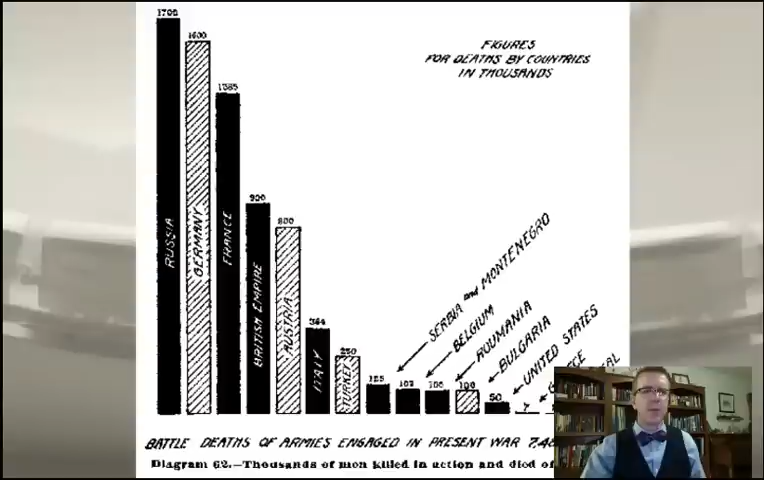 FIGURES
FOR DEATHS BY COUNTRIES
IN THOUSANDS
1700
1600
1385
900
800
364
250
125
102
100
100
50
RUSSIA
GERMANY
FRANCE
BRITISH EMPIRE
AUSTRIA
ITALY
TURKEY
SERBIA and MONTENEGRO
BELGIUM
ROUMANIA
BULGARIA
UNITED STATES
BATTLE DEATHS OF ARMIES ENGAGED IN PRESENT WAR
Diagram 62.—Thousands of men killed in action and died of